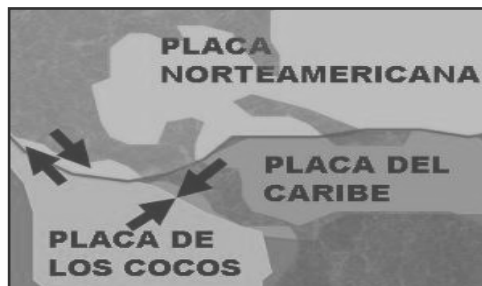 PLACA
NORTEAMERICANA
PLACA DEL
CARIBE
PLACA DE
LOS COCOS